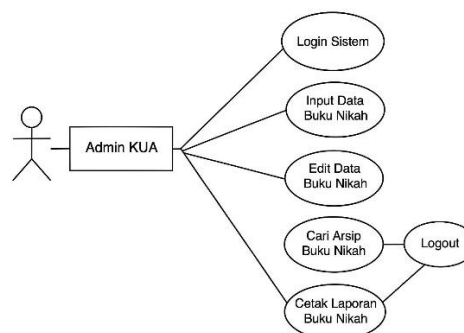 Login Sistem
Input Data
Buku Nikah
Admin KUA
Edit Data
Buku Nikah
Cari Arsip
Buku Nikah
Logout
Cetak Laporan
Buku Nikah